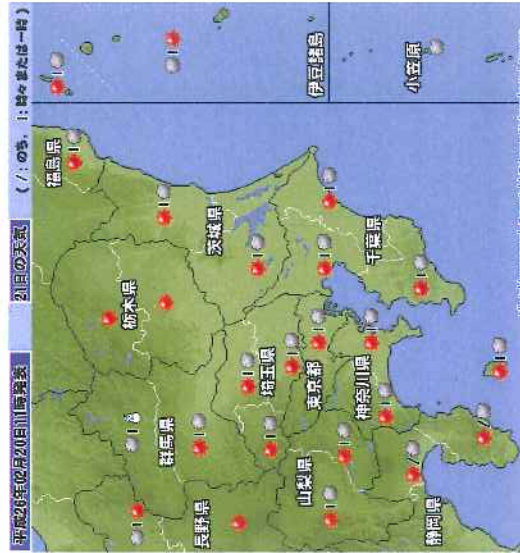 平成26年02月20日11時発表
21日の天気
( /: のち、 |: 時々または一時 )
福島県
栃木県
群馬県
茨城県
長野県
埼玉県
東京都
千葉県
山梨県
神奈川県
静岡県
伊豆諸島
小笠原